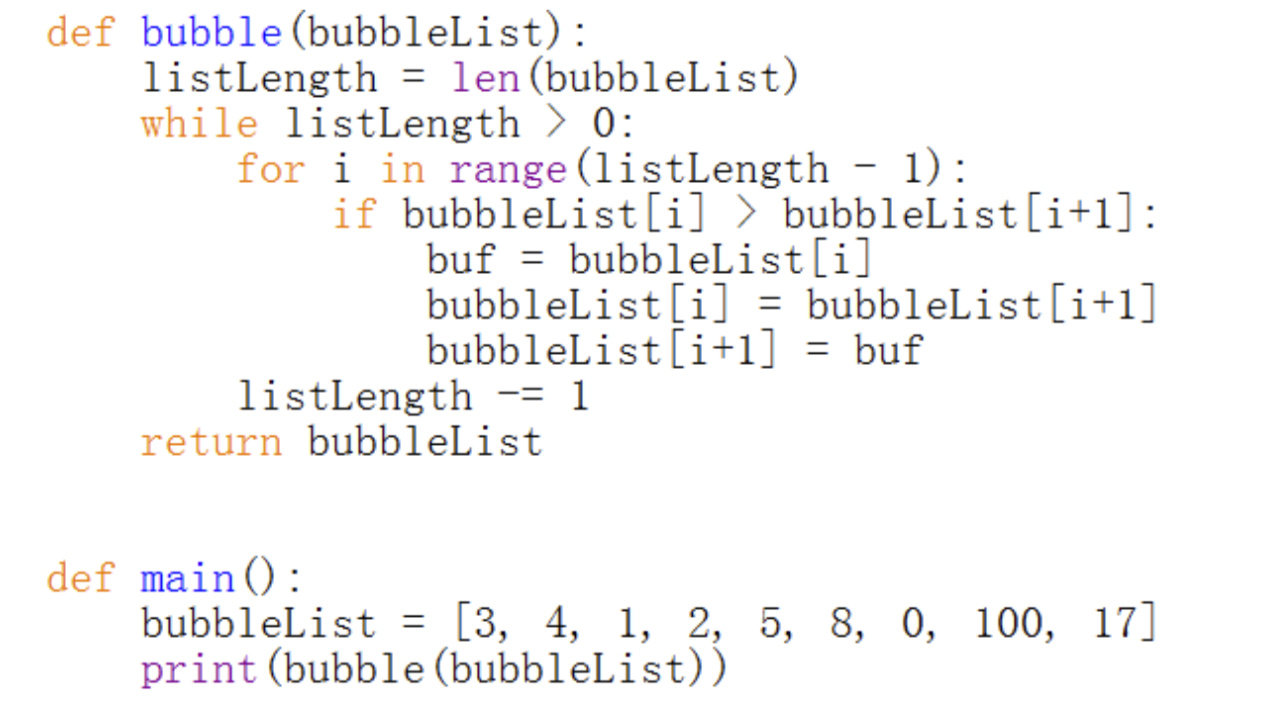 def bubble(bubbleList):
    listLength = len(bubbleList)
    while listLength > 0:
        for i in range(listLength - 1):
            if bubbleList[i] > bubbleList[i+1]:
                buf = bubbleList[i]
                bubbleList[i] = bubbleList[i+1]
                bubbleList[i+1] = buf
        listLength -= 1
    return bubbleList
def main():
    bubbleList = [3, 4, 1, 2, 5, 8, 0, 100, 17]
    print(bubble(bubbleList))